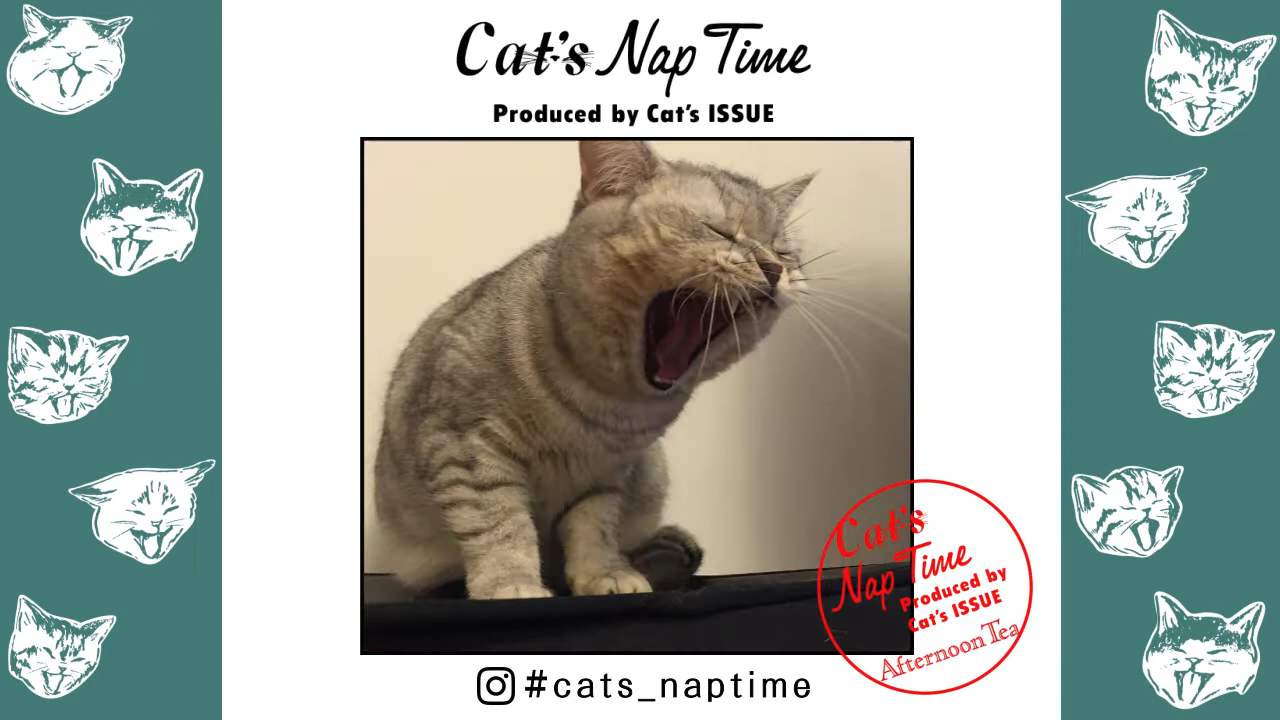 Cat's Nap Time
Produced by Cat's ISSUE
Cat's
Nap Time
Produced by
Cat's ISSUE
Afternoon Tea
#cats_naptime